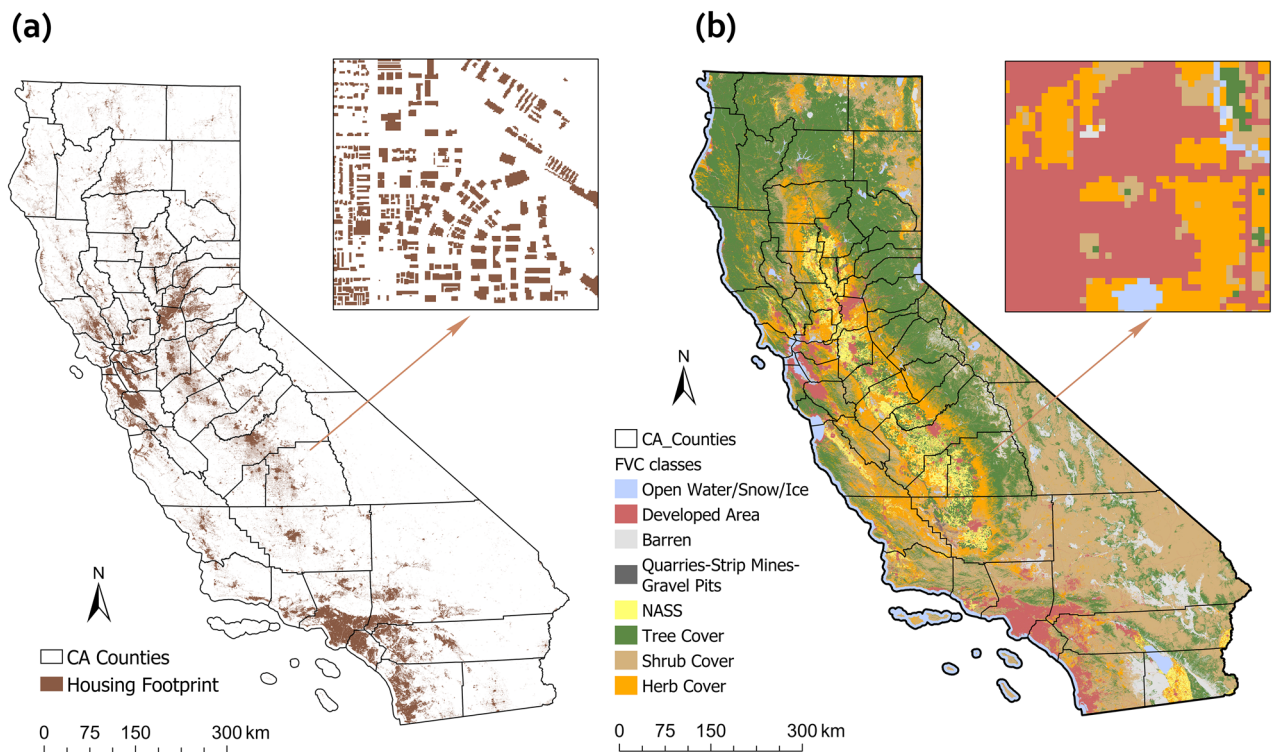 (a)
(b)
N
CA Counties
Housing Footprint
0 75 150 300 km
N
CA_Counties
FVC classes
Open Water/Snow/Ice
Developed Area
Barren
Quarries-Strip Mines-
Gravel Pits
NASS
Tree Cover
Shrub Cover
Herb Cover
0 75 150 300 km